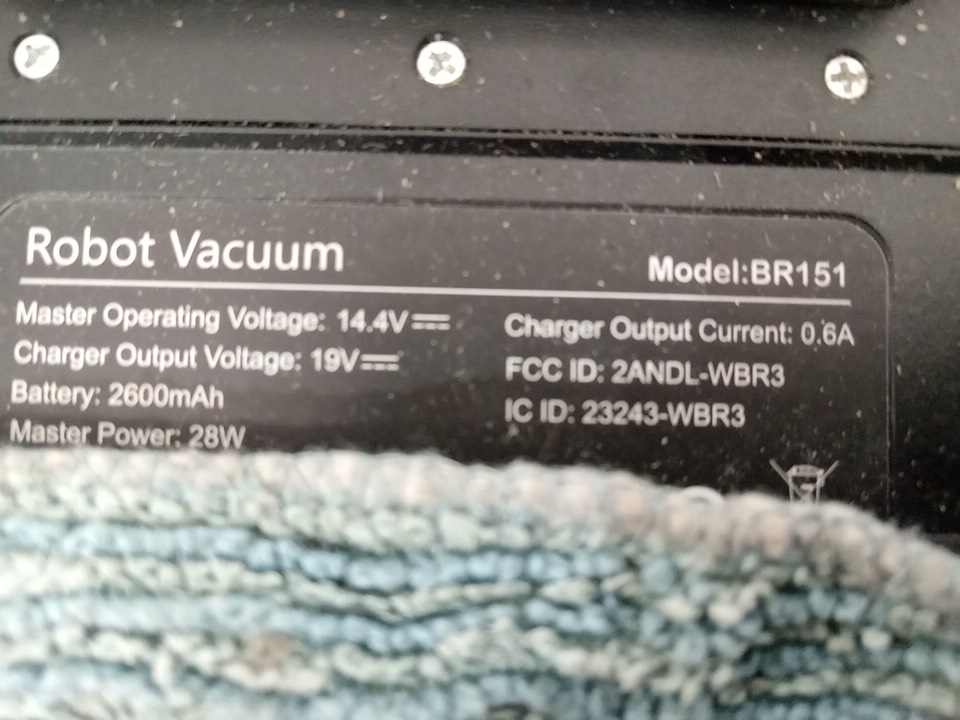 Robot Vacuum
Model:BR151
Master Operating Voltage: 14.4V
Charger Output Voltage: 19V
Battery: 2600mAh
Master Power: 28W
Charger Output Current: 0.6A
FCC ID: 2ANDL-WBR3
IC ID: 23243-WBR3